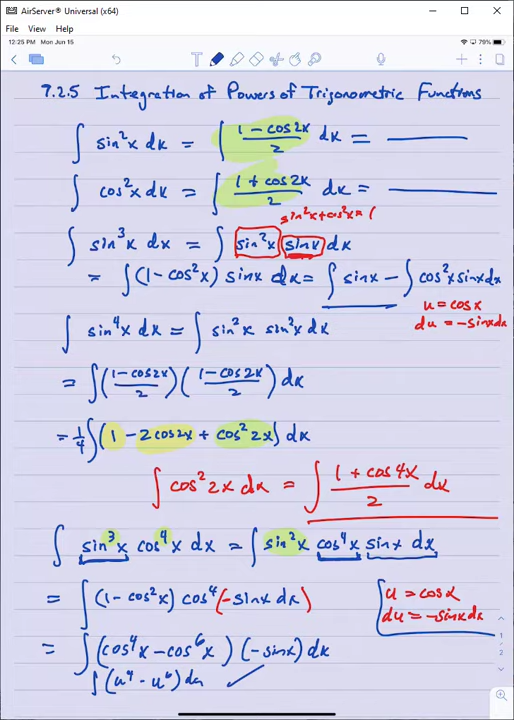 AirServer® Universal (x64)
File View Help
12:25 PM Mon Jun 15 79%
7.2.5 Integration of Powers of Trigonometric Functions
∫ sin²x dx = ∫ (1 - cos2x)/2 dx = ______
∫ cos²x dx = ∫ (1 + cos2x)/2 dx = ______
sin²x + cos²x = 1
∫ sin³x dx = ∫ sin²x sinx dx
= ∫ (1 - cos²x) sinx dx = ∫ sinx - ∫ cos²x sinx dx
u = cosx
du = -sinx dx
∫ sin⁴x dx = ∫ sin²x sin²x dx
= ∫ ((1 - cos2x)/2) ((1 - cos2x)/2) dx
= 1/4 ∫ (1 - 2cos2x + cos²2x) dx
∫ cos²2x dx = ∫ (1 + cos4x)/2 dx
∫ sin³x cos⁴x dx = ∫ sin²x cos⁴x sinx dx
= ∫ (1 - cos²x) cos⁴ (-sinx dx)
u = cosx
du = -sinx dx
= ∫ (cos⁴x - cos⁶x) (-sinx) dx
∫ (u⁴ - u⁶) du ✓
1
2